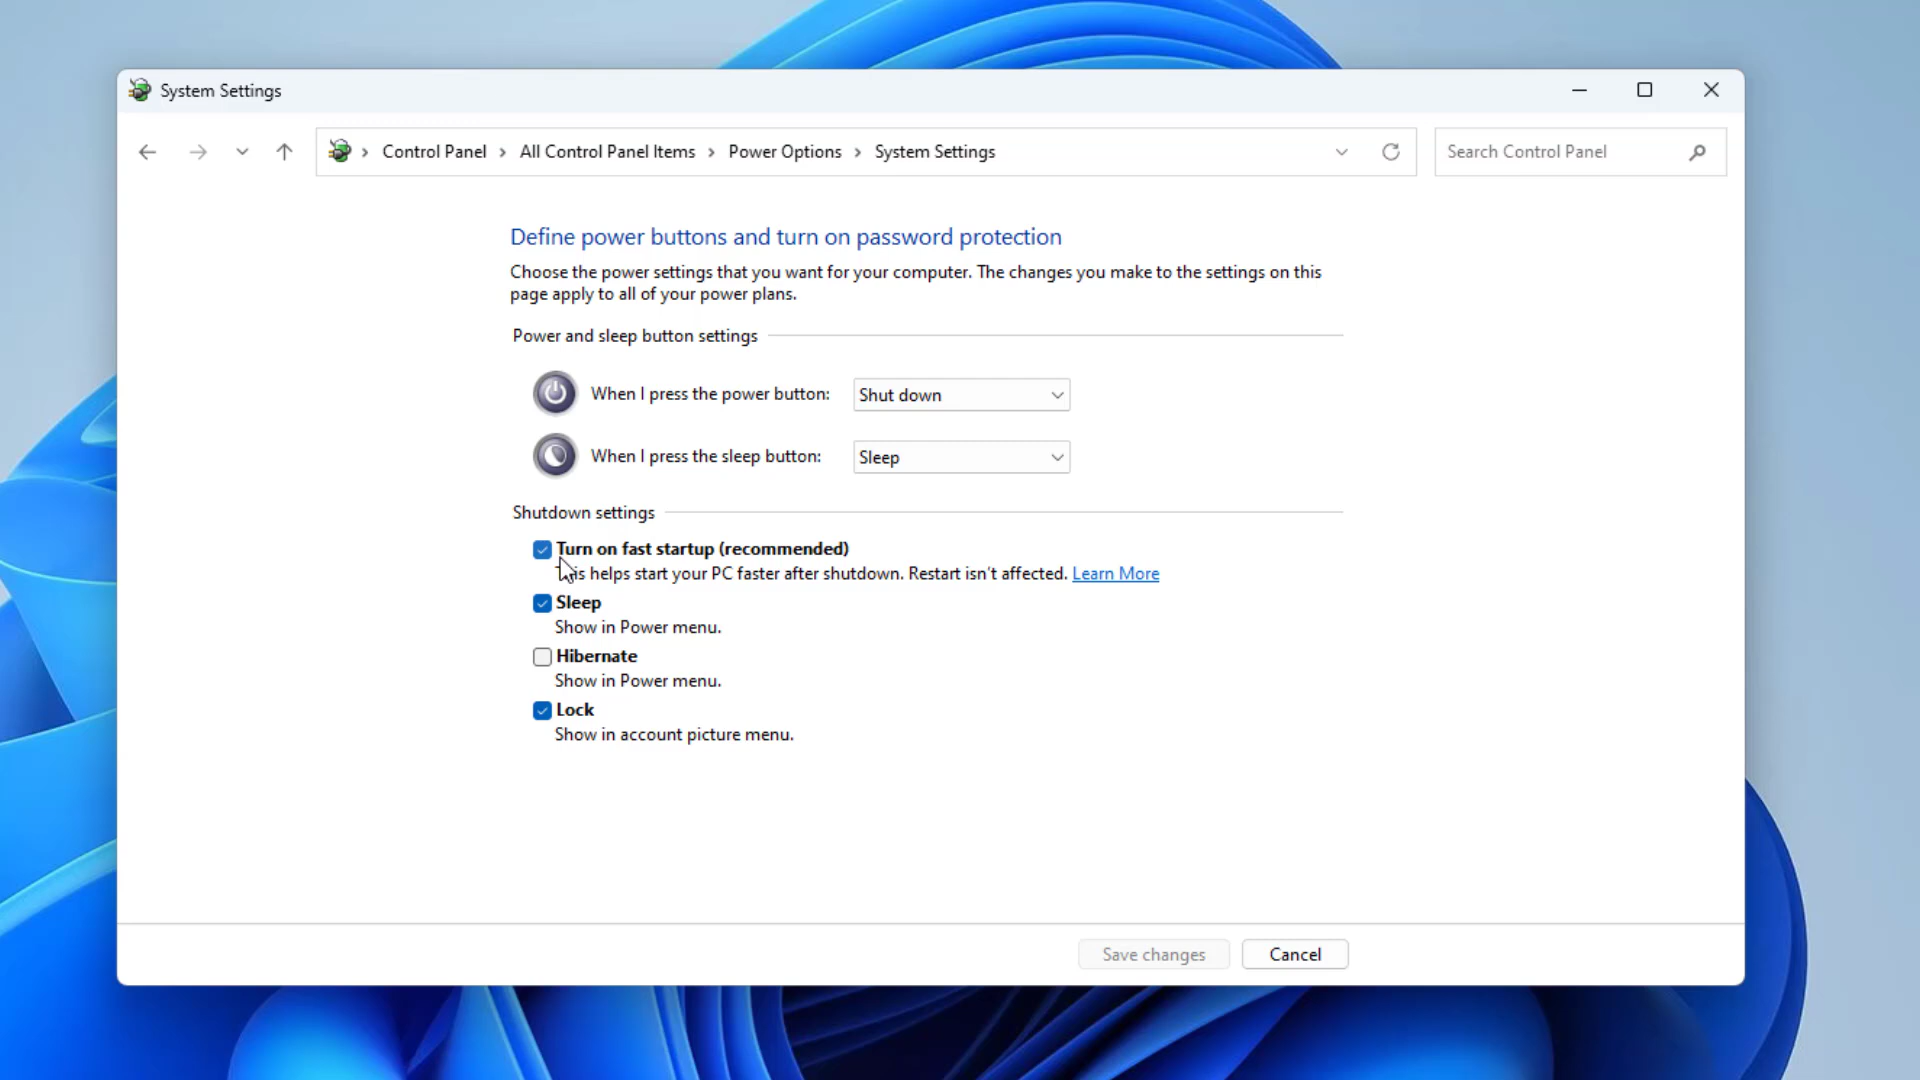 System Settings
Control Panel > All Control Panel Items > Power Options > System Settings
Search Control Panel
Define power buttons and turn on password protection
Choose the power settings that you want for your computer. The changes you make to the settings on this
page apply to all of your power plans.
Power and sleep button settings
When I press the power button: Shut down
When I press the sleep button: Sleep
Shutdown settings
Turn on fast startup (recommended)
This helps start your PC faster after shutdown. Restart isn't affected. Learn More
Sleep
Show in Power menu.
Hibernate
Show in Power menu.
Lock
Show in account picture menu.
Save changes
Cancel